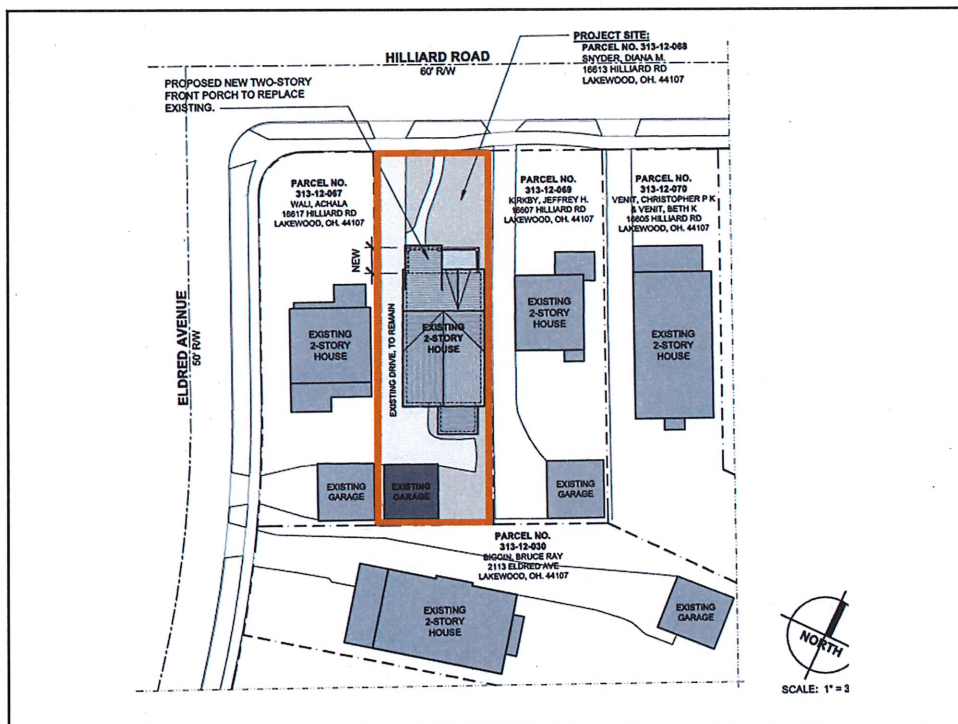 HILLIARD ROAD
60' R/W
PROJECT SITE:
PARCEL NO. 313-12-068
SNYDER, DIANA M.
16613 HILLIARD RD
LAKEWOOD, OH. 44107
PROPOSED NEW TWO-STORY
FRONT PORCH TO REPLACE
EXISTING.
PARCEL NO.
313-12-067
WALI, ACHALA
16617 HILLIARD RD
LAKEWOOD, OH. 44107
PARCEL NO.
313-12-069
KIRKBY, JEFFREY H.
16607 HILLIARD RD
LAKEWOOD, OH. 44107
PARCEL NO.
313-12-070
VENIT, CHRISTOPHER P K
& VENIT, BETH K
16605 HILLIARD RD
LAKEWOOD, OH. 44107
NEW
ELDRED AVENUE
50' R/W
EXISTING
2-STORY
HOUSE
EXISTING DRIVE, TO REMAIN
EXISTING
2-STORY
HOUSE
EXISTING
2-STORY
HOUSE
EXISTING
2-STORY
HOUSE
EXISTING
GARAGE
EXISTING
GARAGE
EXISTING
GARAGE
PARCEL NO.
313-12-030
BIGGIN, BRUCE RAY
2113 ELDRED AVE
LAKEWOOD, OH. 44107
EXISTING
2-STORY
HOUSE
EXISTING
GARAGE
NORTH
SCALE: 1" = 3